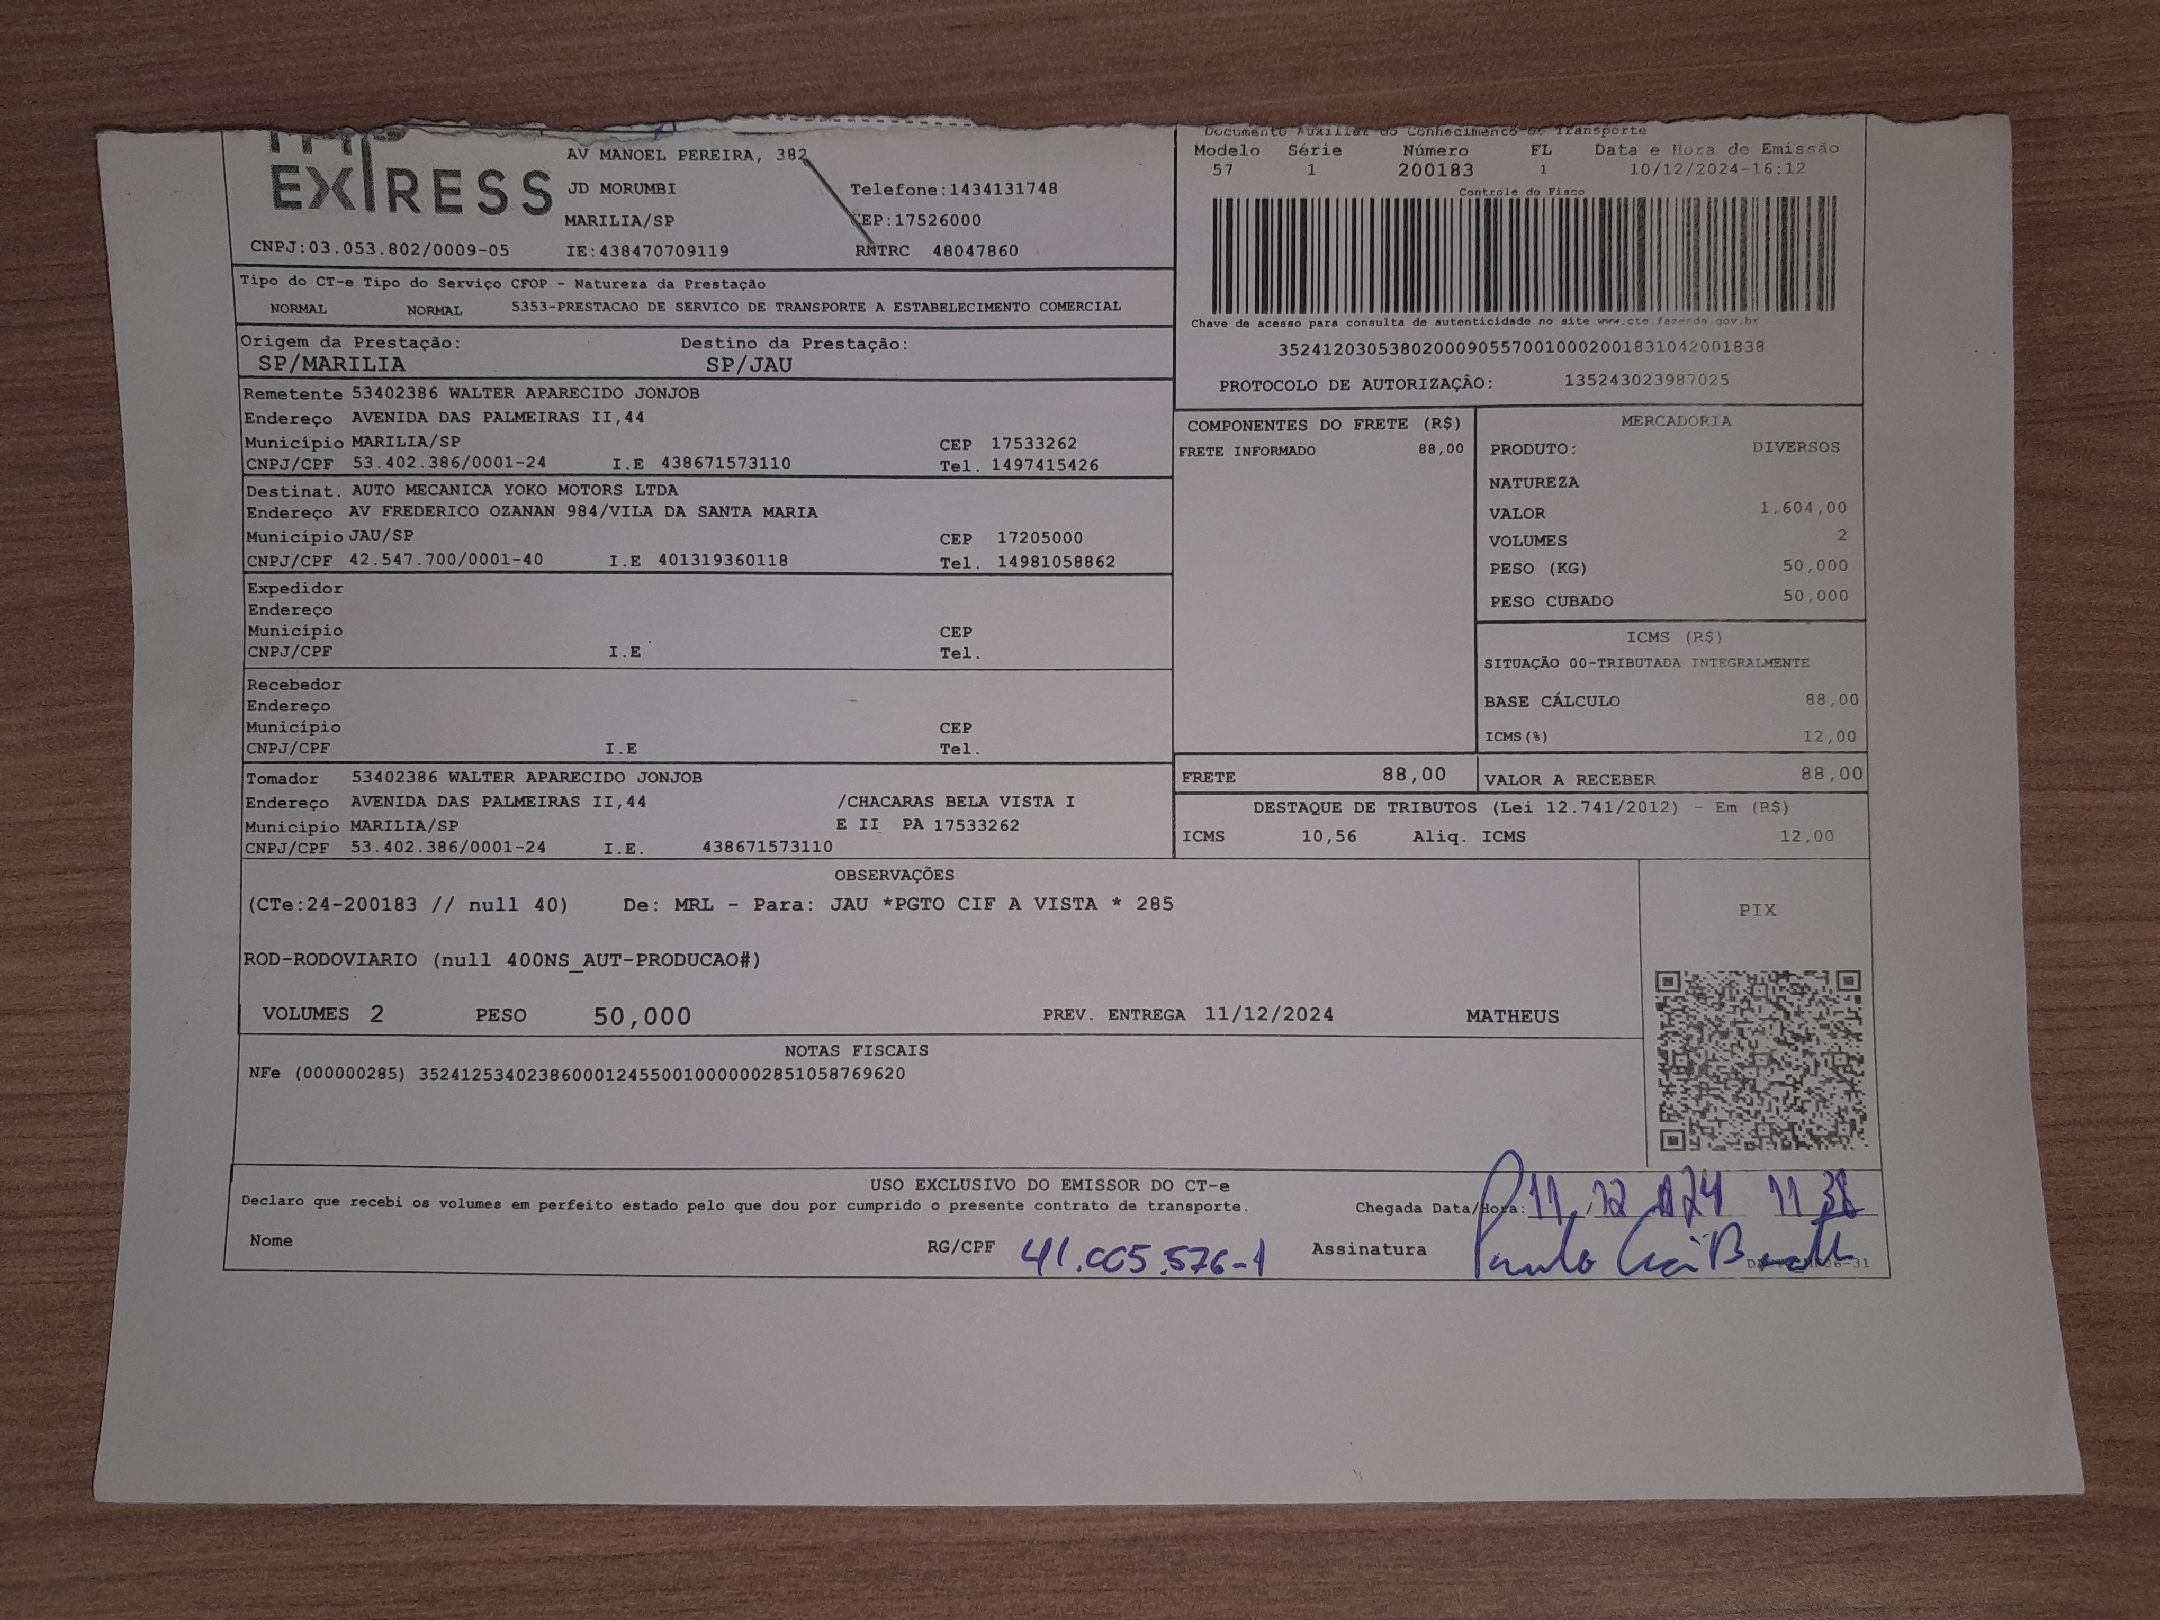 EXPRESS
AV MANOEL PEREIRA, 382
JD MORUMBI Telefone:1434131748
MARILIA/SP CEP:17526000
CNPJ:03.053.802/0009-05 IE:438470709119 RNTRC 48047860
Documento Auxiliar do Conhecimento de Transporte
Modelo Série Número FL Data e Hora de Emissão
57 1 200183 1 10/12/2024-16:12
Controle do Fisco
Chave de acesso para consulta de autenticidade no site www.cte.fazenda.gov.br
35241203053802000905570010002001831042001838
PROTOCOLO DE AUTORIZAÇÂO: 135243023987025
Tipo do CT-e Tipo do Serviço CFOP - Natureza da Prestação
NORMAL NORMAL 5353-PRESTACAO DE SERVICO DE TRANSPORTE A ESTABELECIMENTO COMERCIAL
Origem da Prestação: Destino da Prestação:
SP/MARILIA SP/JAU
Remetente 53402386 WALTER APARECIDO JONJOB
Endereço AVENIDA DAS PALMEIRAS II,44
Município MARILIA/SP CEP 17533262
CNPJ/CPF 53.402.386/0001-24 I.E 438671573110 Tel. 1497415426
Destinat. AUTO MECANICA YOKO MOTORS LTDA
Endereço AV FREDERICO OZANAN 984/VILA DA SANTA MARIA
Município JAU/SP CEP 17205000
CNPJ/CPF 42.547.700/0001-40 I.E 401319360118 Tel. 14981058862
Expedidor
Endereço
Município CEP
CNPJ/CPF I.E Tel.
Recebedor
Endereço
Município CEP
CNPJ/CPF I.E Tel.
Tomador 53402386 WALTER APARECIDO JONJOB
Endereço AVENIDA DAS PALMEIRAS II,44 /CHACARAS BELA VISTA I
Município MARILIA/SP E II PA 17533262
CNPJ/CPF 53.402.386/0001-24 I.E. 438671573110
COMPONENTES DO FRETE (R$)
FRETE INFORMADO 88,00
MERCADORIA
PRODUTO: DIVERSOS
NATUREZA
VALOR 1.604,00
VOLUMES 2
PESO (KG) 50,000
PESO CUBADO 50,000
ICMS (R$)
SITUAÇÃO 00-TRIBUTADA INTEGRALMENTE
BASE CÁLCULO 88,00
ICMS(%) 12,00
FRETE 88,00 VALOR A RECEBER 88,00
DESTAQUE DE TRIBUTOS (Lei 12.741/2012) - Em (R$)
ICMS 10,56 Aliq. ICMS 12,00
OBSERVAÇÕES
(CTe:24-200183 // null 40) De: MRL - Para: JAU *PGTO CIF A VISTA * 285
ROD-RODOVIARIO (null 400NS_AUT-PRODUCAO#)
VOLUMES 2 PESO 50,000 PREV. ENTREGA 11/12/2024 MATHEUS
PIX
NOTAS FISCAIS
NFe (000000285) 35241253402386000124550010000002851058769620
USO EXCLUSIVO DO EMISSOR DO CT-e
Declaro que recebi os volumes em perfeito estado pelo que dou por cumprido o presente contrato de transporte. Chegada Data/Hora: 11/12 024 11 38
Nome RG/CPF 41.005.576-1 Assinatura Paulo